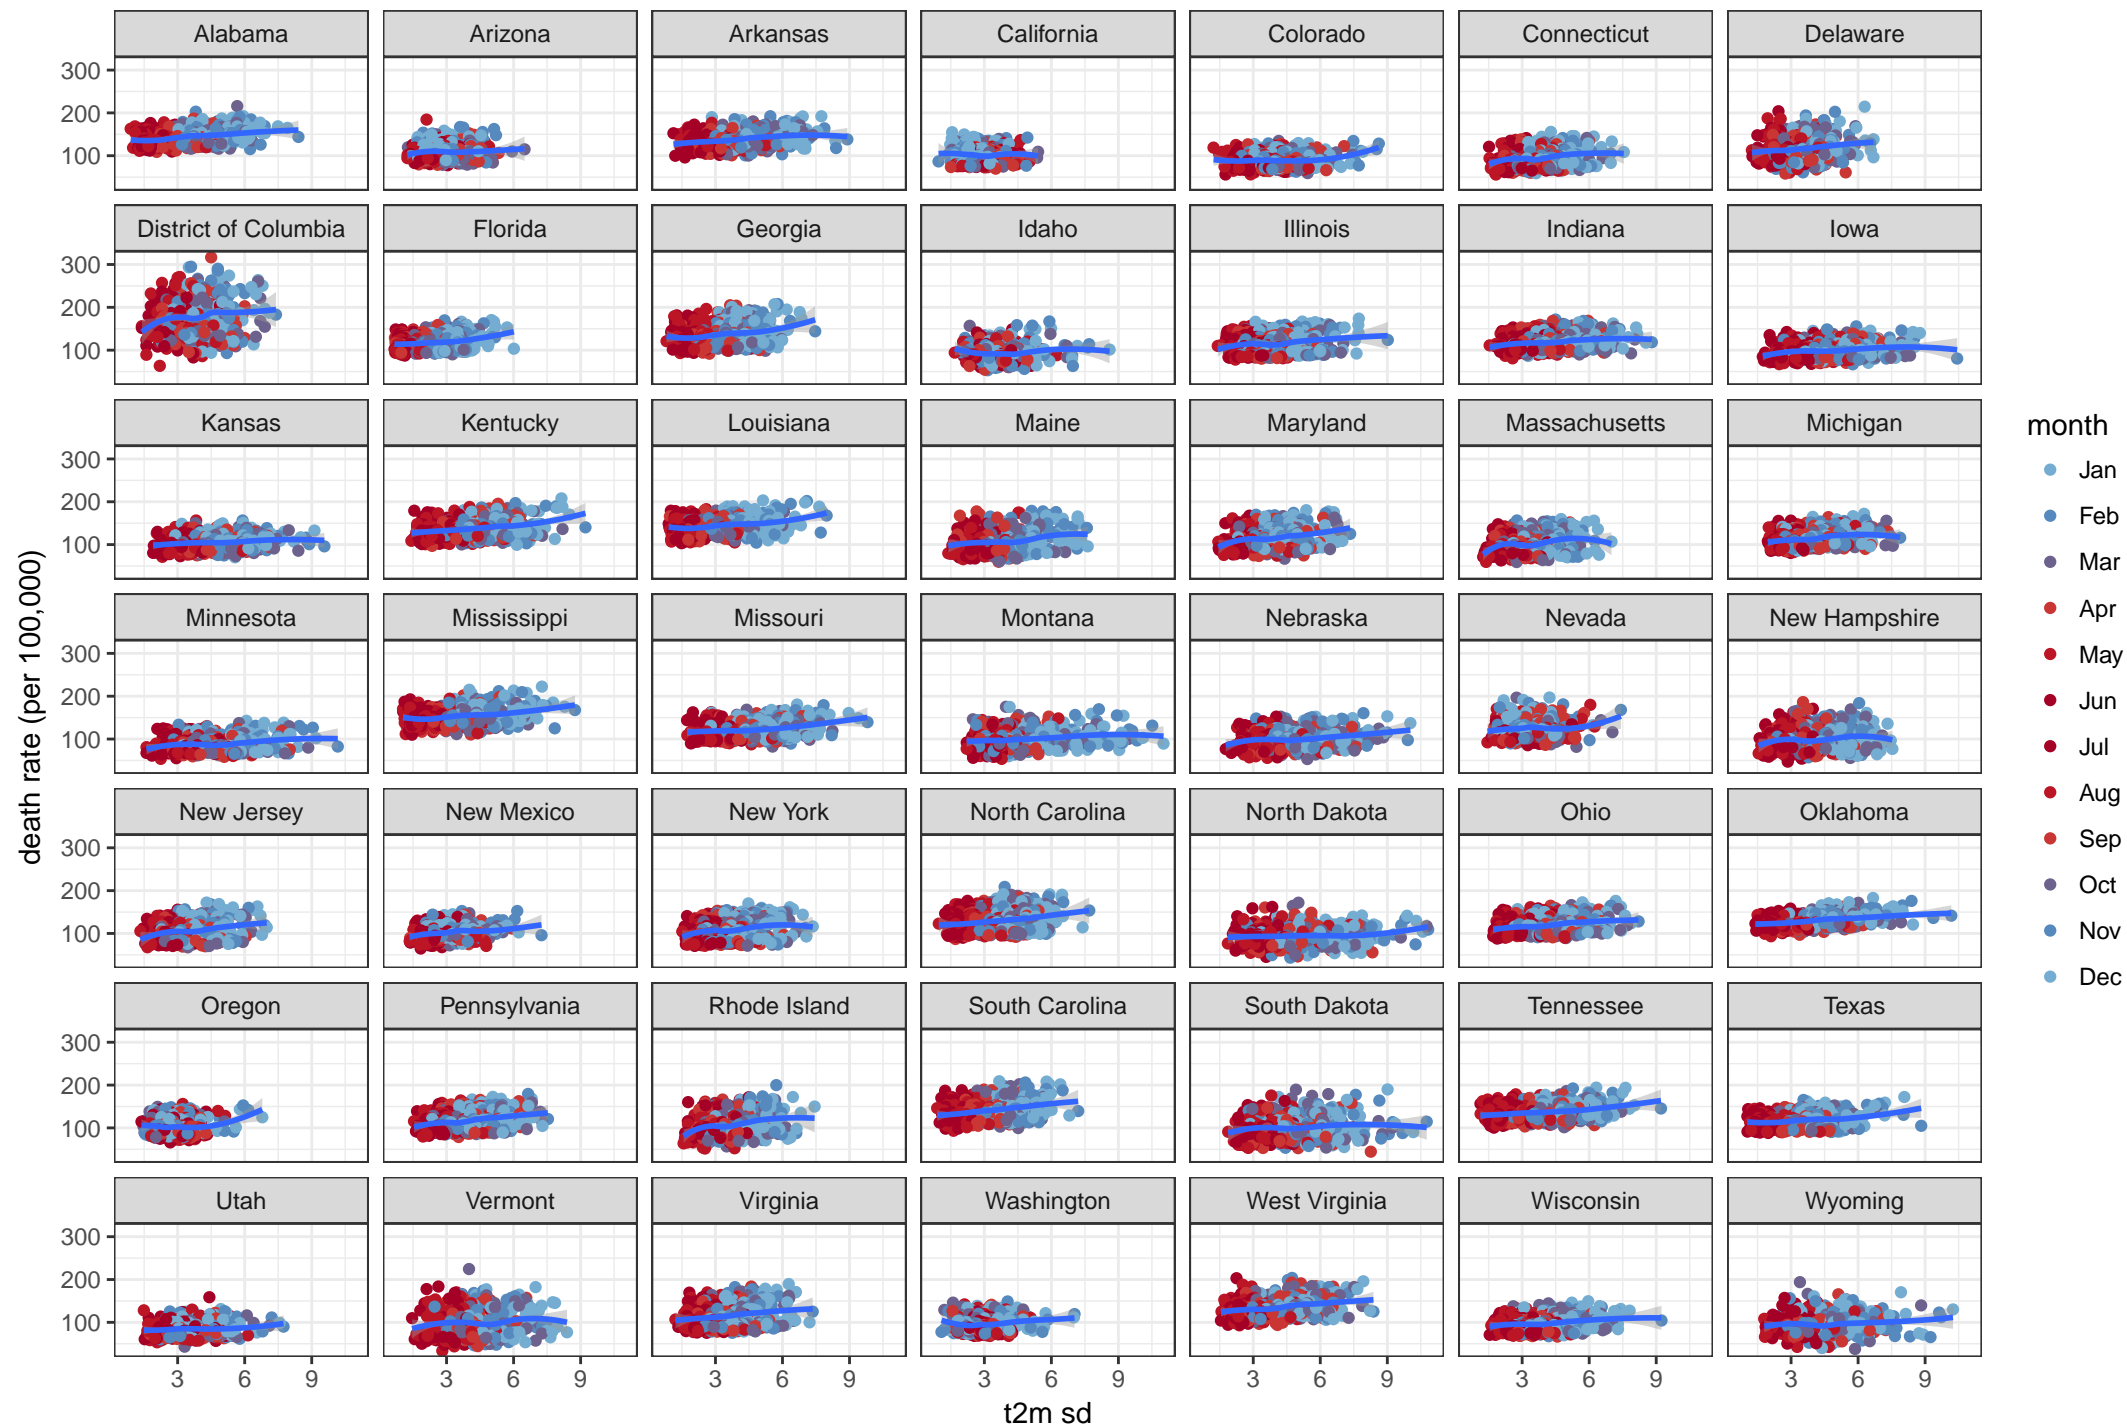 Alabama Arizona Arkansas California Colorado Connecticut Delaware
300
200
100
District of Columbia Florida Georgia Idaho Illinois Indiana Iowa
300
200
100
Kansas Kentucky Louisiana Maine Maryland Massachusetts Michigan
300
200
100
Minnesota Mississippi Missouri Montana Nebraska Nevada New Hampshire
300
200
100
New Jersey New Mexico New York North Carolina North Dakota Ohio Oklahoma
300
200
100
Oregon Pennsylvania Rhode Island South Carolina South Dakota Tennessee Texas
300
200
100
Utah Vermont Virginia Washington West Virginia Wisconsin Wyoming
300
200
100
3 6 9 3 6 9 3 6 9 3 6 9 3 6 9 3 6 9 3 6 9
t2m sd
death rate (per 100,000)
month
Jan
Feb
Mar
Apr
May
Jun
Jul
Aug
Sep
Oct
Nov
Dec